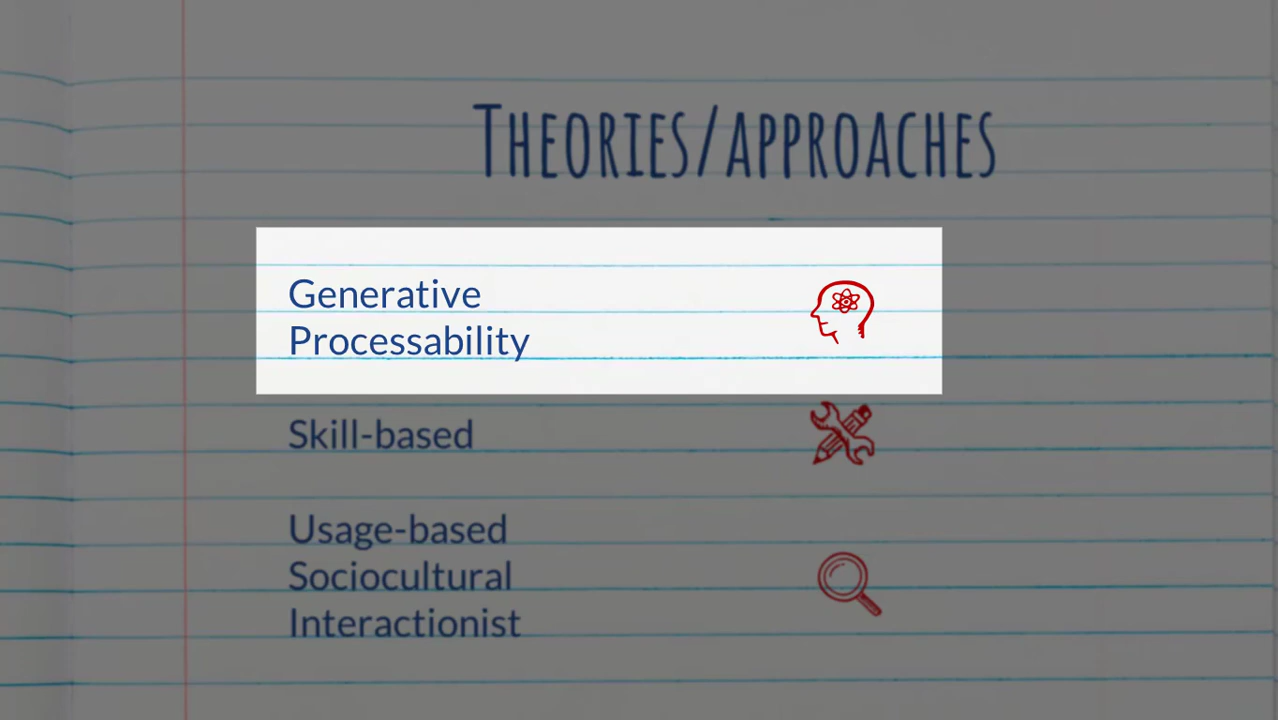 THEORIES/APPROACHES
Generative
Processability
Skill-based
Usage-based
Sociocultural
Interactionist